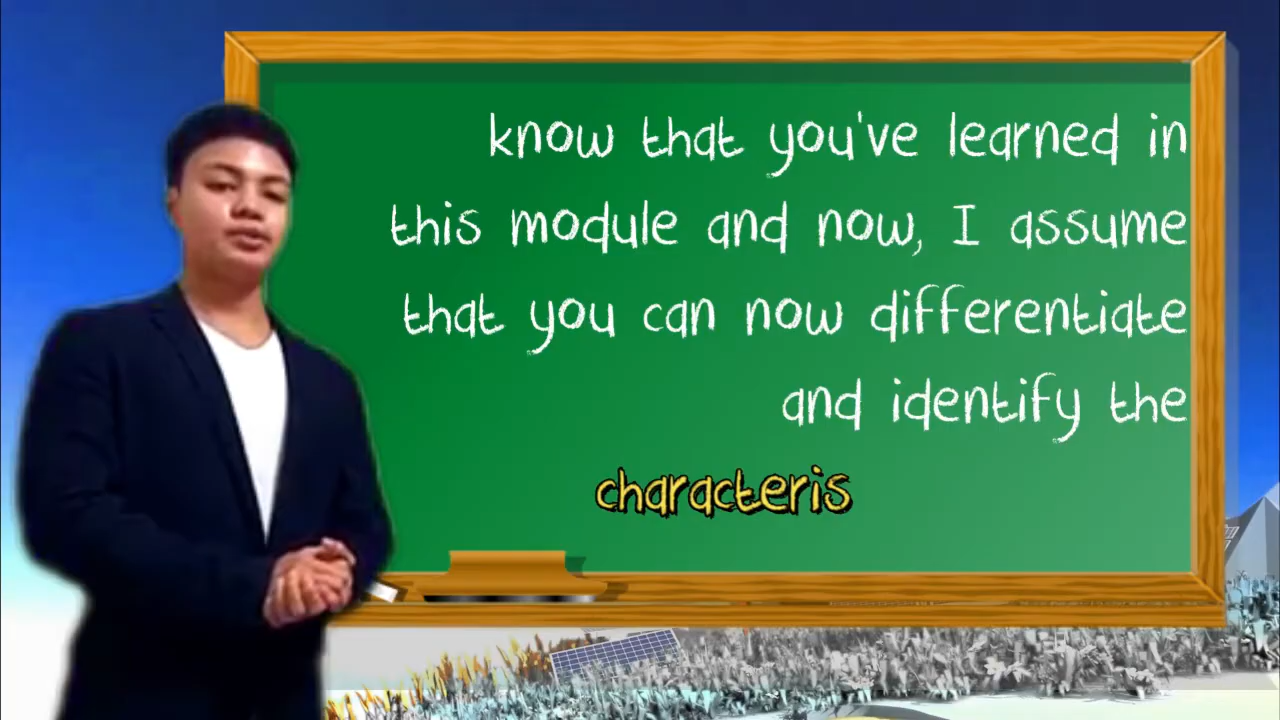 know that you've learned in
this module and now, I assume
that you can now differentiate
and identify the
characteris